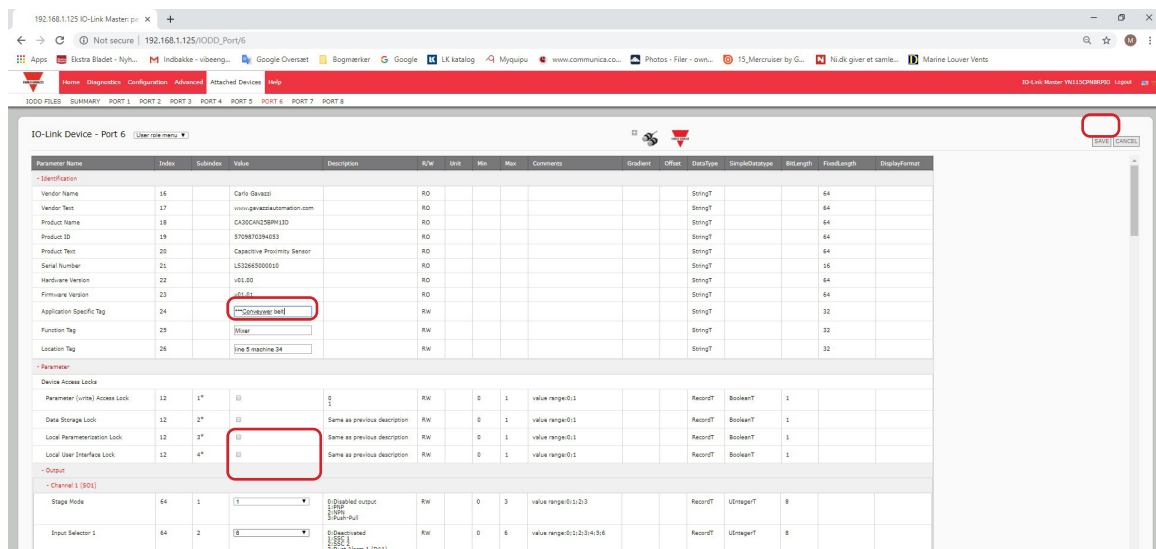 192.168.1.125 IO-Link Master: po × +
Not secure | 192.168.1.125/IODD_Port/6
Apps Ekstra Bladet - Nyh... Indbakke - vibeeng... Google Oversæt Bogmærker Google LK katalog Myquipu www.communica.co... Photos - Filer - own... 15_Mercruiser by G... Ni.dk giver et samle... Marine Louver Vents
Home Diagnostics Configuration Advanced Attached Devices Help IO-Link Master YN115CPN8RPIO Logout
IODD FILES SUMMARY PORT 1 PORT 2 PORT 3 PORT 4 PORT 5 PORT 6 PORT 7 PORT 8
IO-Link Device - Port 6 User role menu
SAVE CANCEL
Parameter Name Index Subindex Value Description R/W Unit Min Max Comments Gradient Offset DataType SimpleDatatype BitLength FixedLength DisplayFormat
- Identification
Vendor Name 16 Carlo Gavazzi RO StringT 64
Vendor Text 17 www.gavazziautomation.com RO StringT 64
Product Name 18 CA30CAN25BPM1IO RO StringT 64
Product ID 19 5709870394053 RO StringT 64
Product Text 20 Capacitive Proximity Sensor RO StringT 64
Serial Number 21 LS32665000010 RO StringT 16
Hardware Version 22 v01.00 RO StringT 64
Firmware Version 23 v01.01 RO StringT 64
Application Specific Tag 24 ***Conveywer belt RW StringT 32
Function Tag 25 Mixer RW StringT 32
Location Tag 26 line 5 machine 34 RW StringT 32
- Parameter
Device Access Locks
Parameter (write) Access Lock 12 1* 0 RW 0 1 value range:0;1 RecordT BooleanT 1
1
Data Storage Lock 12 2* Same as previous description RW 0 1 value range:0;1 RecordT BooleanT 1
Local Parameterization Lock 12 3* Same as previous description RW 0 1 value range:0;1 RecordT BooleanT 1
Local User Interface Lock 12 4* Same as previous description RW 0 1 value range:0;1 RecordT BooleanT 1
- Output
- Channel 1 (SO1)
Stage Mode 64 1 1 0:Disabled output RW 0 3 value range:0;1;2;3 RecordT UIntegerT 8
1:PNP
2:NPN
3:Push-Pull
Input Selector 1 64 2 6 0:Deactivated RW 0 6 value range:0;1;2;3;4;5;6 RecordT UIntegerT 8
1:SSC 1
2:SSC 2